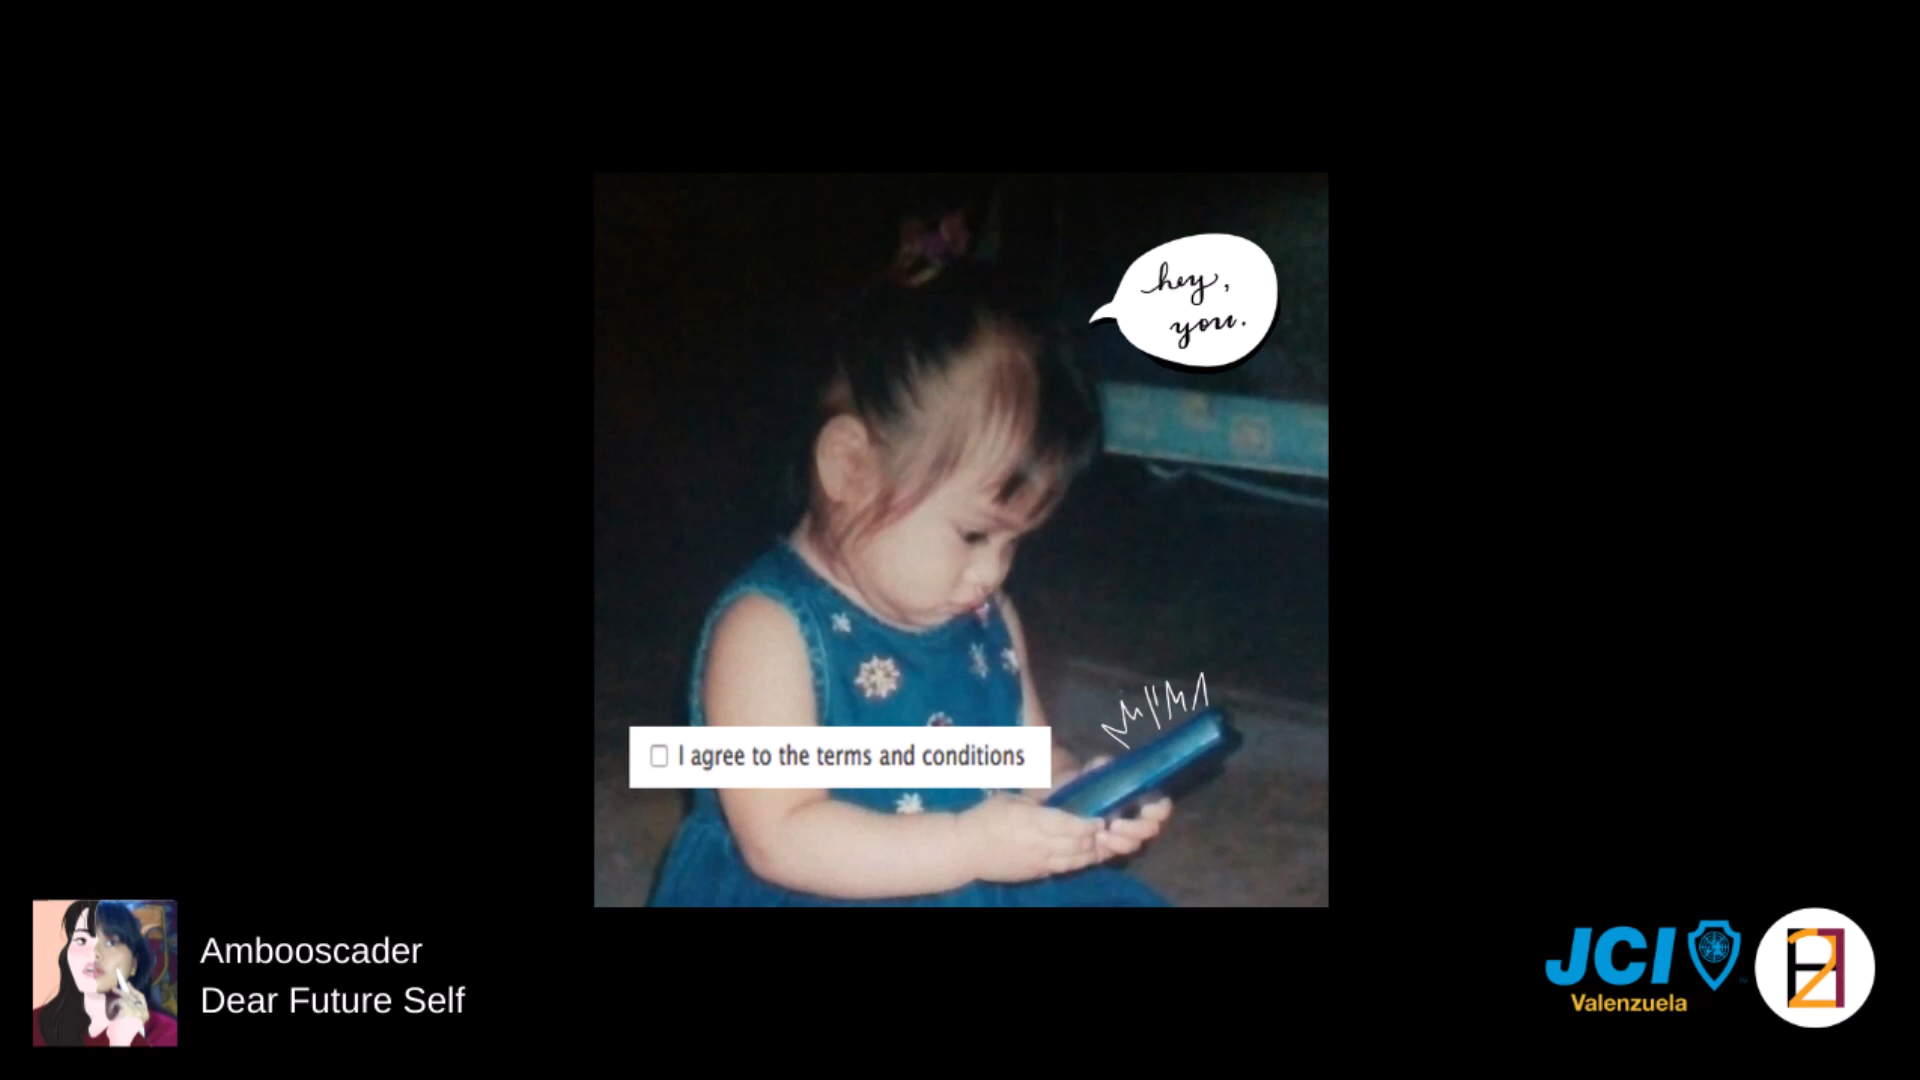 hey,
you.
I agree to the terms and conditions
Ambooscader
Dear Future Self
JCI
Valenzuela